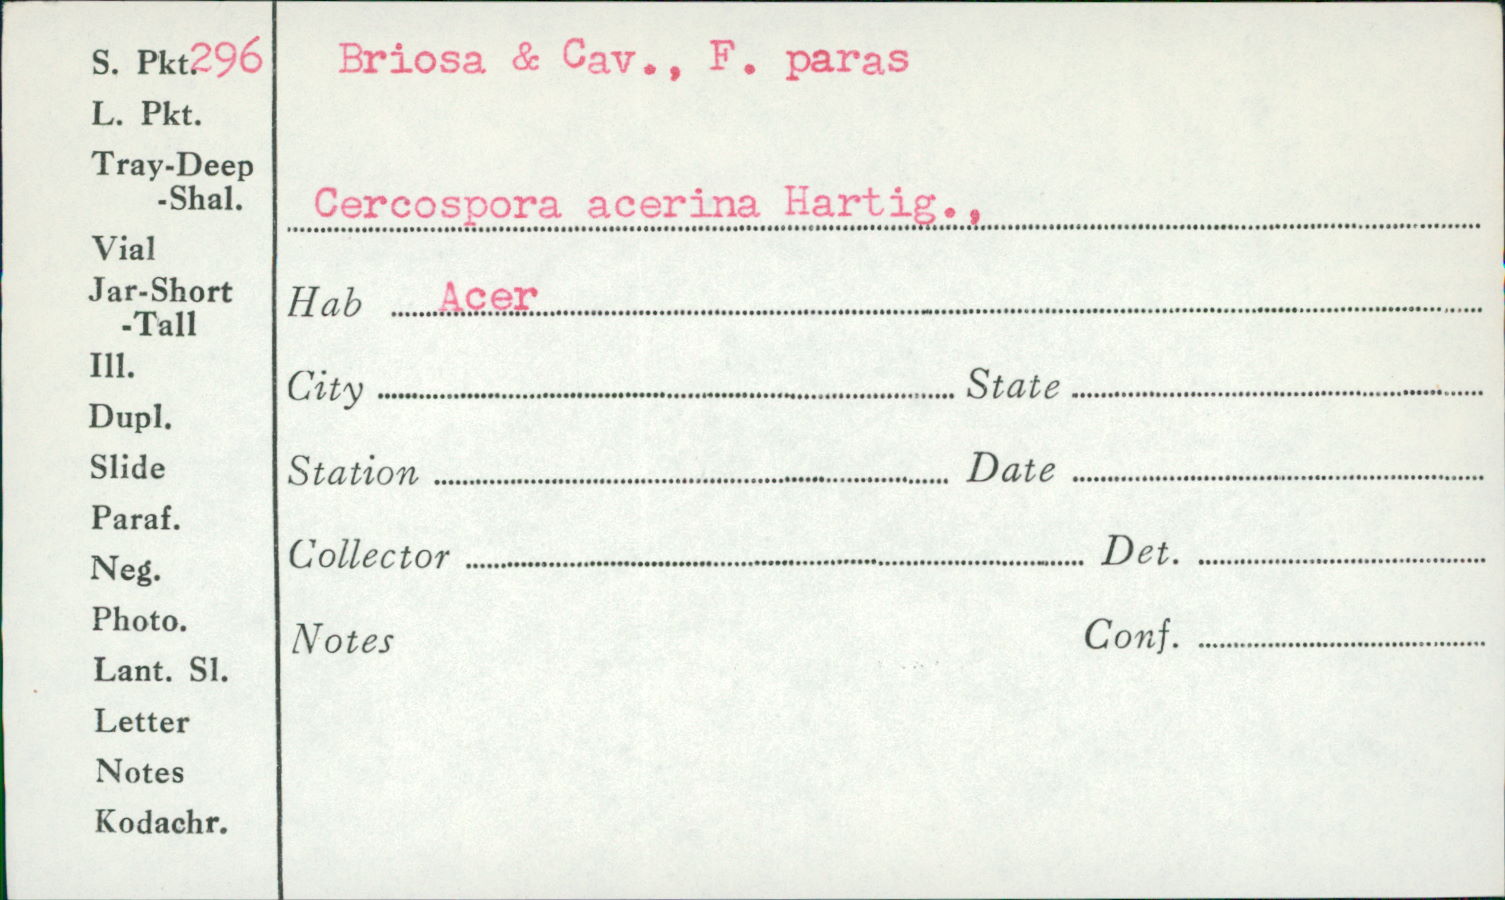 S. Pkt.296
L. Pkt.
Tray-Deep
-Shal.
Vial
Jar-Short
-Tall
Ill.
Dupl.
Slide
Paraf.
Neg.
Photo.
Lant. Sl.
Letter
Notes
Kodachr.
Briosa & Cav., F. paras
Cercospora acerina Hartig.,
Hab Acer
City State
Station Date
Collector Det.
Notes Conf.